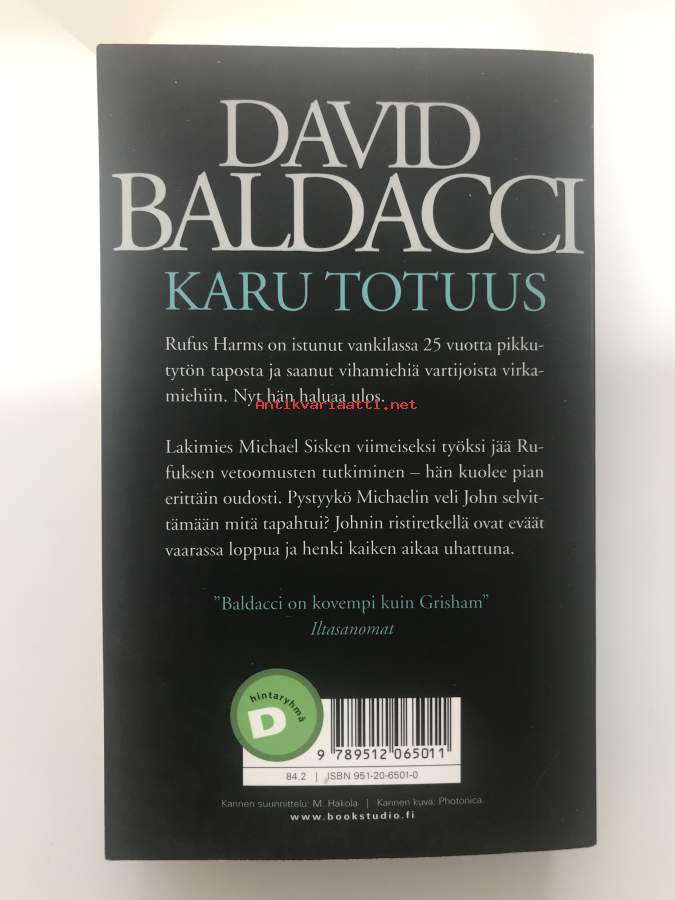 DAVID
BALDACCI
KARU TOTUUS
Rufus Harms on istunut vankilassa 25 vuotta pikku-
tytön taposta ja saanut vihamiehiä vartijoista virka-
miehiin. Nyt hän haluaa ulos.
Antikvariaatti.net
Lakimies Michael Sisken viimeiseksi työksi jää Ru-
fuksen vetoomusten tutkiminen – hän kuolee pian
erittäin oudosti. Pystyykö Michaelin veli John selvit-
tämään mitä tapahtui? Johnin ristiretkellä ovat eväät
vaarassa loppua ja henki kaiken aikaa uhattuna.
”Baldacci on kovempi kuin Grisham”
Iltasanomat
hintaryhmä
D
9 789512 065011
84.2 | ISBN 951-20-6501-0
Kannen suunnittelu: M. Hakola | Kannen kuva: Photonica
www.bookstudio.fi